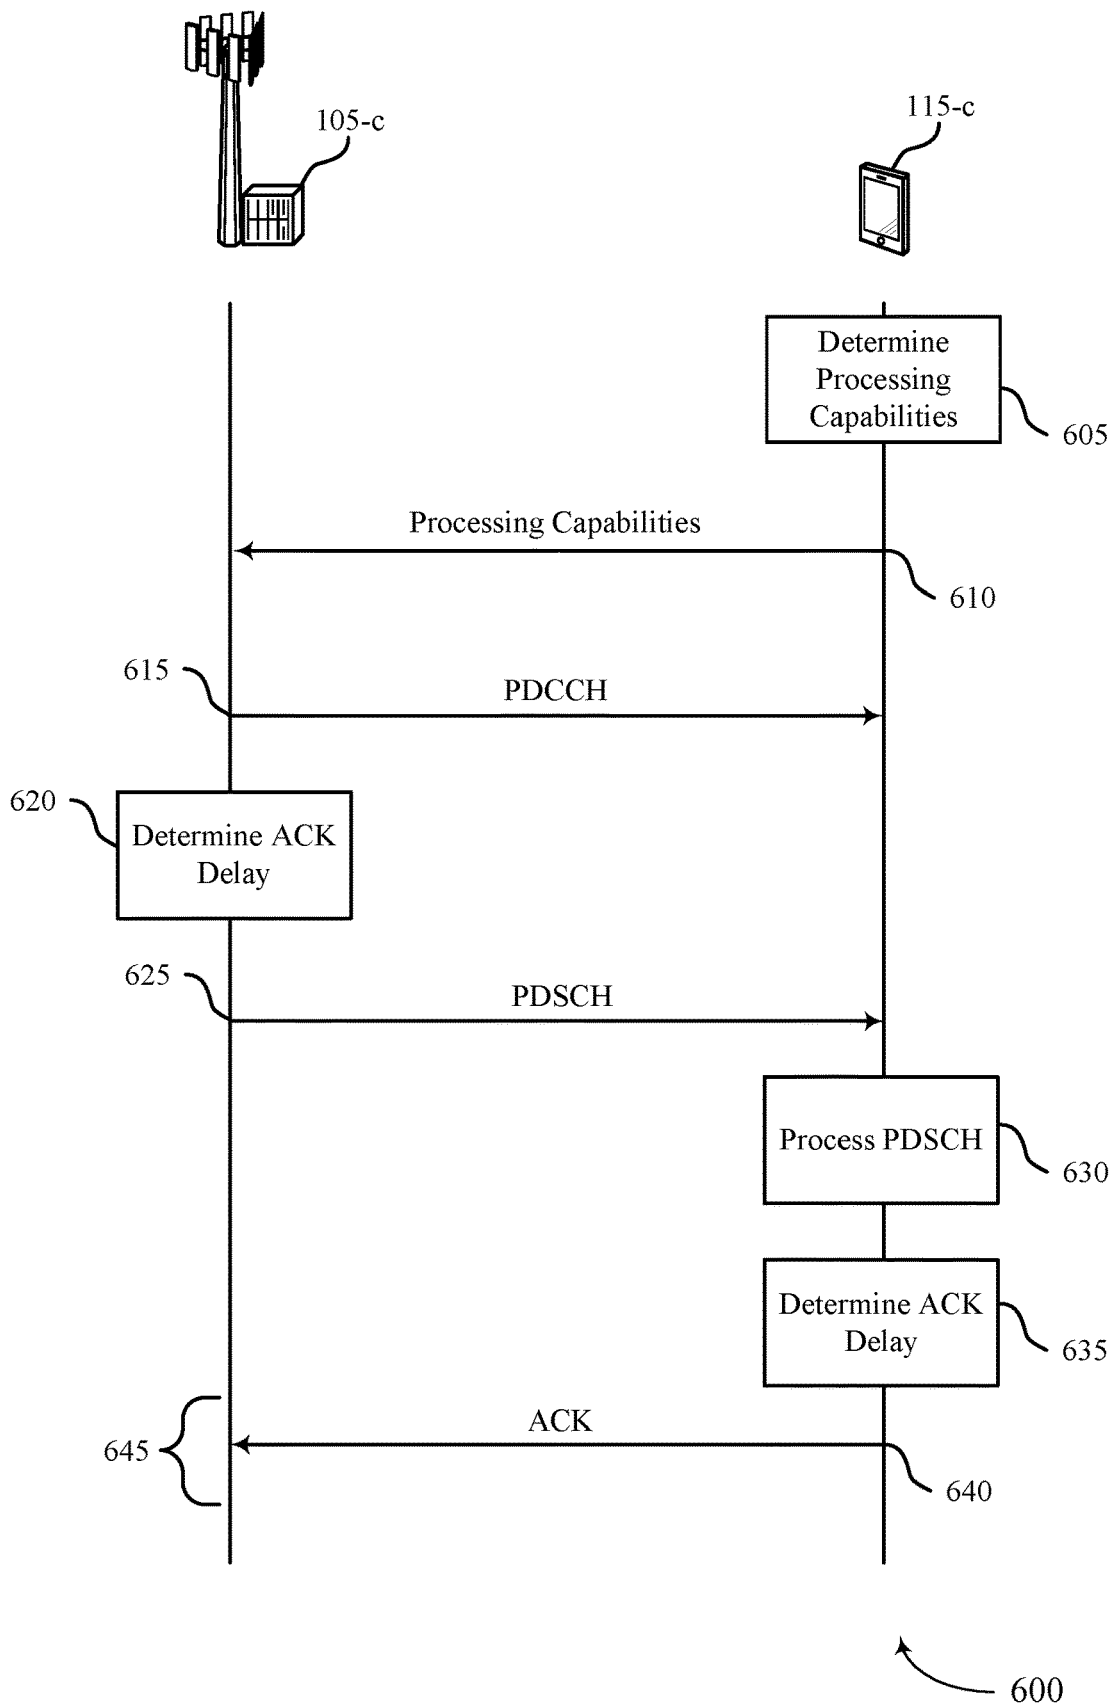 105-c
115-c
Determine
Processing
Capabilities
605
Processing Capabilities
610
615
PDCCH
620
Determine ACK
Delay
625
PDSCH
Process PDSCH
630
Determine ACK
Delay
635
645
ACK
640
600